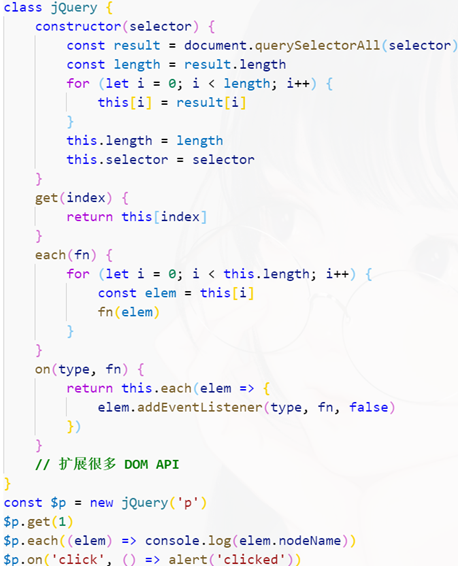 class jQuery {
    constructor(selector) {
        const result = document.querySelectorAll(selector)
        const length = result.length
        for (let i = 0; i < length; i++) {
            this[i] = result[i]
        }
        this.length = length
        this.selector = selector
    }
    get(index) {
        return this[index]
    }
    each(fn) {
        for (let i = 0; i < this.length; i++) {
            const elem = this[i]
            fn(elem)
        }
    }
    on(type, fn) {
        return this.each(elem => {
            elem.addEventListener(type, fn, false)
        })
    }
    // 扩展很多 DOM API
}
const $p = new jQuery('p')
$p.get(1)
$p.each((elem) => console.log(elem.nodeName))
$p.on('click', () => alert('clicked'))